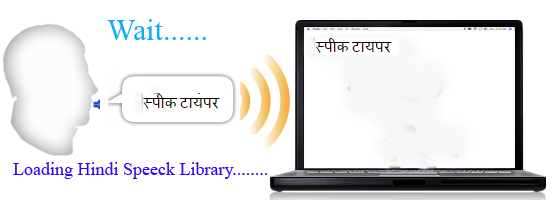 Wait......
स्पीक टायपर
स्पीक टायपर
Loading Hindi Speeck Library........